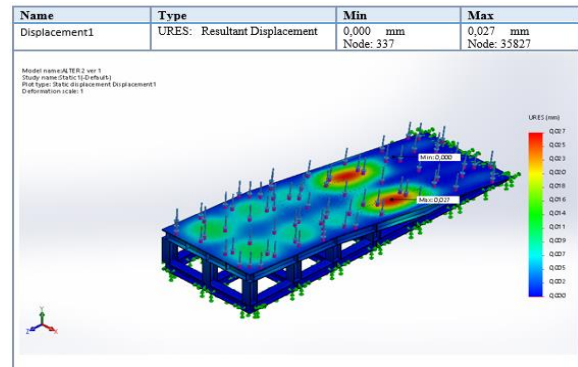 Name Type Min Max
Displacement1 URES: Resultant Displacement 0,000 mm 0,027 mm
Node: 337 Node: 35827
Model name:ALTER 2 ver 1
Study name:Static 1(-Default-)
Plot type: Static displacement Displacement1
Deformation scale: 1
URES (mm)
0,027
0,025
0,023
0,020
0,018
0,016
0,014
0,011
0,009
0,007
0,005
0,002
0,000
Min: 0,000
Max: 0,027
Y
Z
X